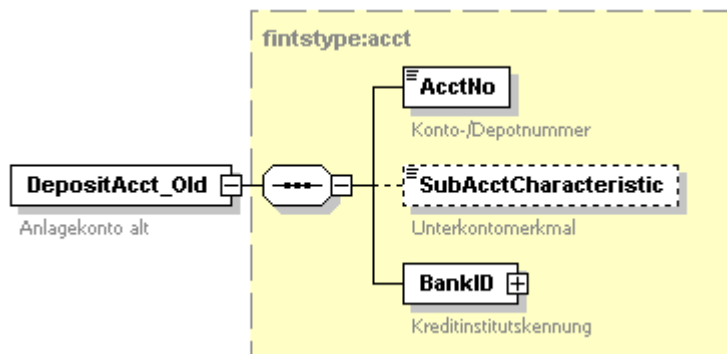 fintstype:acct
AcctNo
Konto-/Depotnummer
DepositAcct_Old
Anlagekonto alt
SubAcctCharacteristic
Unterkontomerkmal
BankID
Kreditinstitutskennung